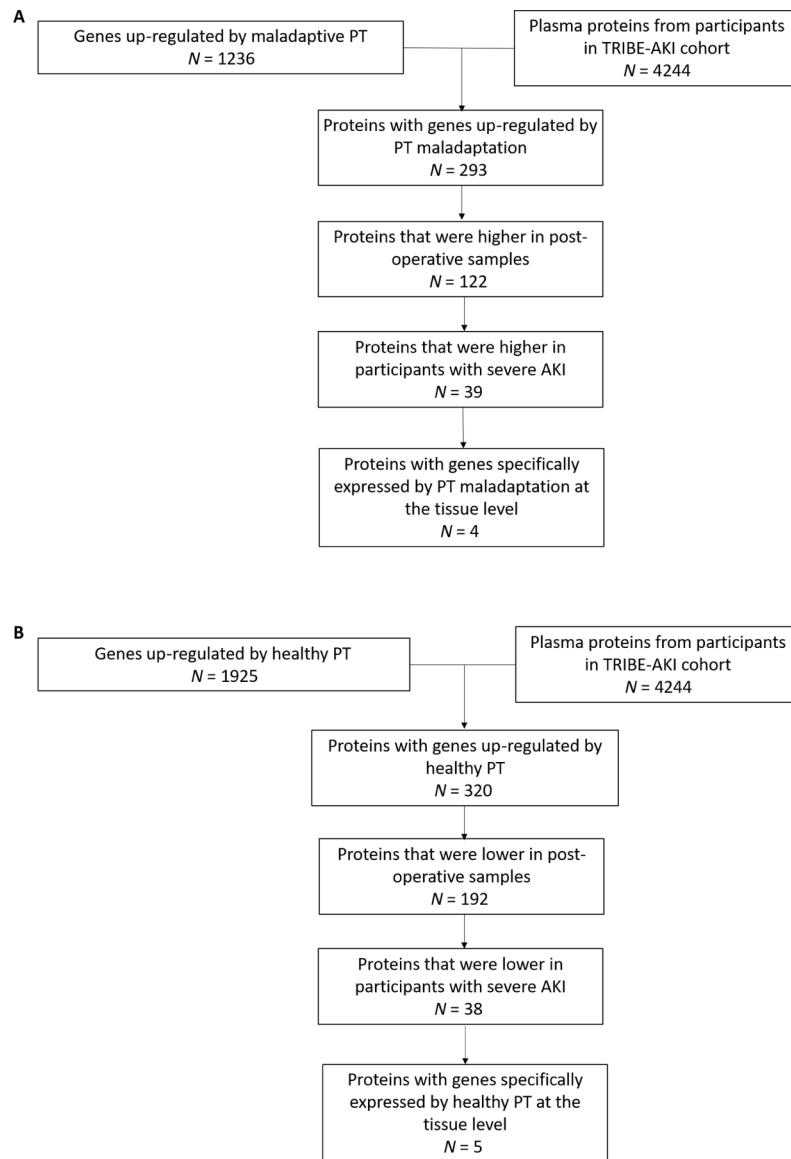 A
Genes up-regulated by maladaptive PT
N = 1236
Plasma proteins from participants
in TRIBE-AKI cohort
N = 4244
Proteins with genes up-regulated by
PT maladaptation
N = 293
Proteins that were higher in post-
operative samples
N = 122
Proteins that were higher in
participants with severe AKI
N = 39
Proteins with genes specifically
expressed by PT maladaptation at
the tissue level
N = 4
B
Genes up-regulated by healthy PT
N = 1925
Plasma proteins from participants
in TRIBE-AKI cohort
N = 4244
Proteins with genes up-regulated by
healthy PT
N = 320
Proteins that were lower in post-
operative samples
N = 192
Proteins that were lower in
participants with severe AKI
N = 38
Proteins with genes specifically
expressed by healthy PT at the
tissue level
N = 5